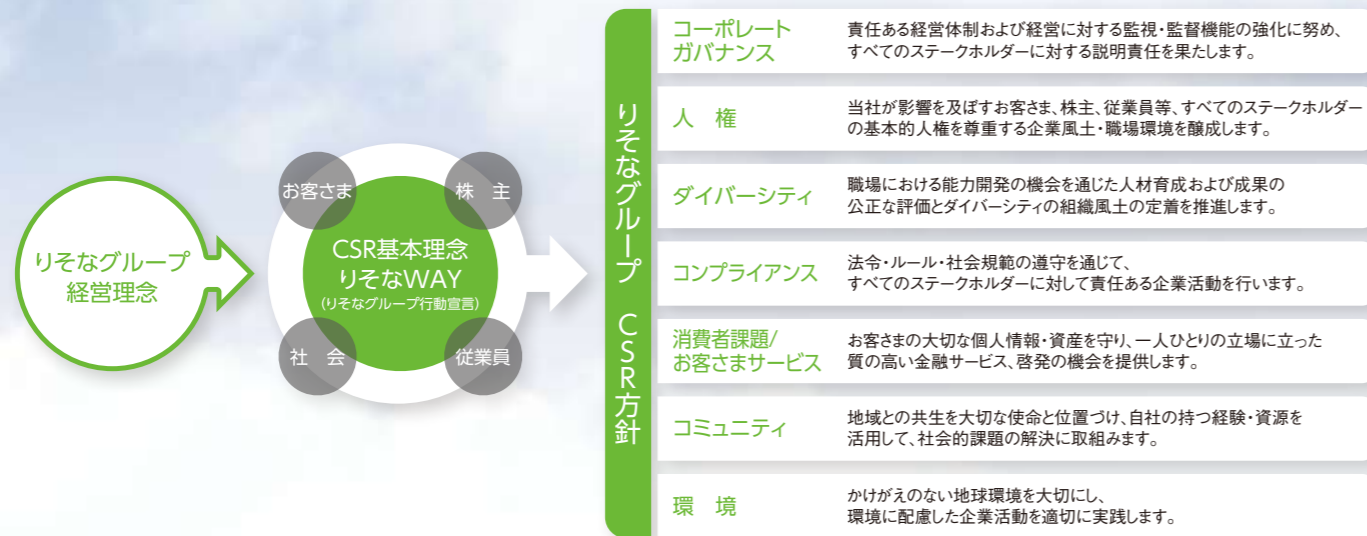 りそなグループ
経営理念
お客さま
株　主
CSR基本理念
りそなWAY
(りそなグループ行動宣言)
社　会
従業員
りそなグループ　CSR方針
コーポレート
ガバナンス
責任ある経営体制および経営に対する監視・監督機能の強化に努め、
すべてのステークホルダーに対する説明責任を果たします。
人　権
当社が影響を及ぼすお客さま、株主、従業員等、すべてのステークホルダー
の基本的人権を尊重する企業風土・職場環境を醸成します。
ダイバーシティ
職場における能力開発の機会を通じた人材育成および成果の
公正な評価とダイバーシティの組織風土の定着を推進します。
コンプライアンス
法令・ルール・社会規範の遵守を通じて、
すべてのステークホルダーに対して責任ある企業活動を行います。
消費者課題/
お客さまサービス
お客さまの大切な個人情報・資産を守り、一人ひとりの立場に立った
質の高い金融サービス、啓発の機会を提供します。
コミュニティ
地域との共生を大切な使命と位置づけ、自社の持つ経験・資源を
活用して、社会的課題の解決に取組みます。
環　境
かけがえのない地球環境を大切にし、
環境に配慮した企業活動を適切に実践します。